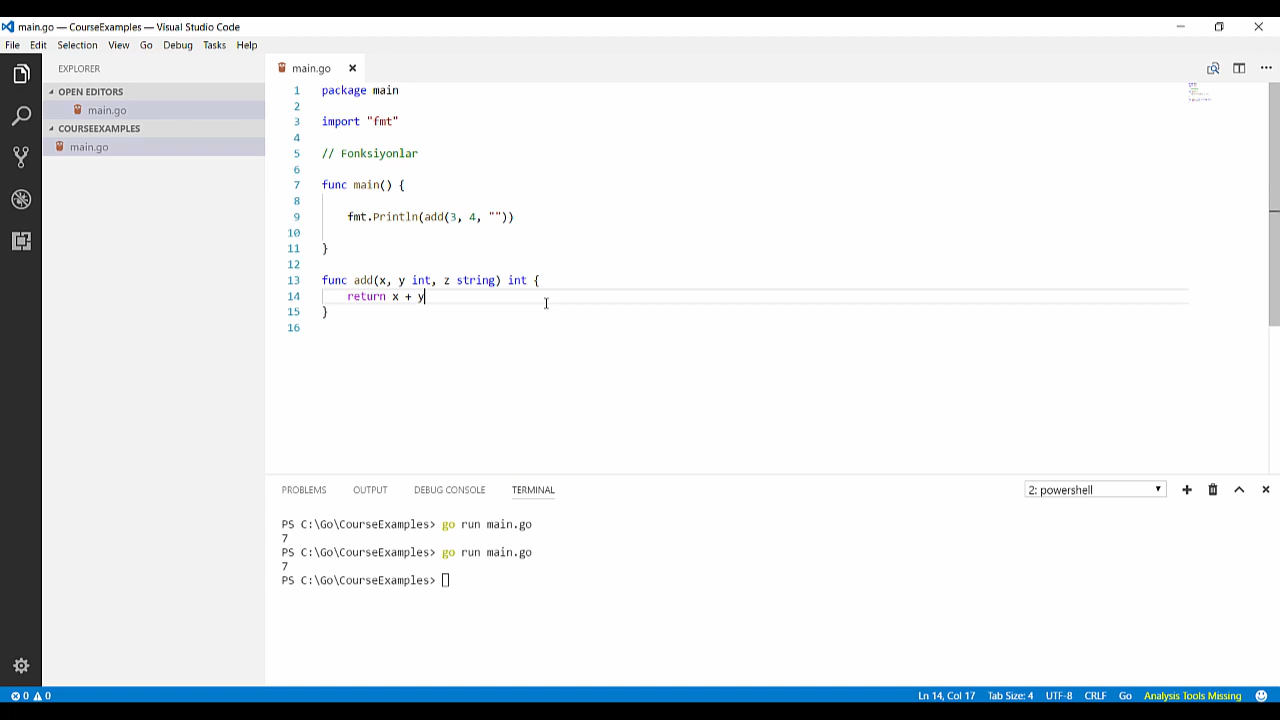 main.go — CourseExamples — Visual Studio Code
File Edit Selection View Go Debug Tasks Help
EXPLORER
OPEN EDITORS
main.go
COURSEEXAMPLES
main.go
main.go
1 package main
2
3 import "fmt"
4
5 // Fonksiyonlar
6
7 func main() {
8
9 fmt.Println(add(3, 4, ""))
10
11 }
12
13 func add(x, y int, z string) int {
14 return x + y
15 }
16
PROBLEMS OUTPUT DEBUG CONSOLE TERMINAL 2: powershell
PS C:\Go\CourseExamples> go run main.go
7
PS C:\Go\CourseExamples> go run main.go
7
PS C:\Go\CourseExamples>
0 0 Ln 14, Col 17 Tab Size: 4 UTF-8 CRLF Go Analysis Tools Missing